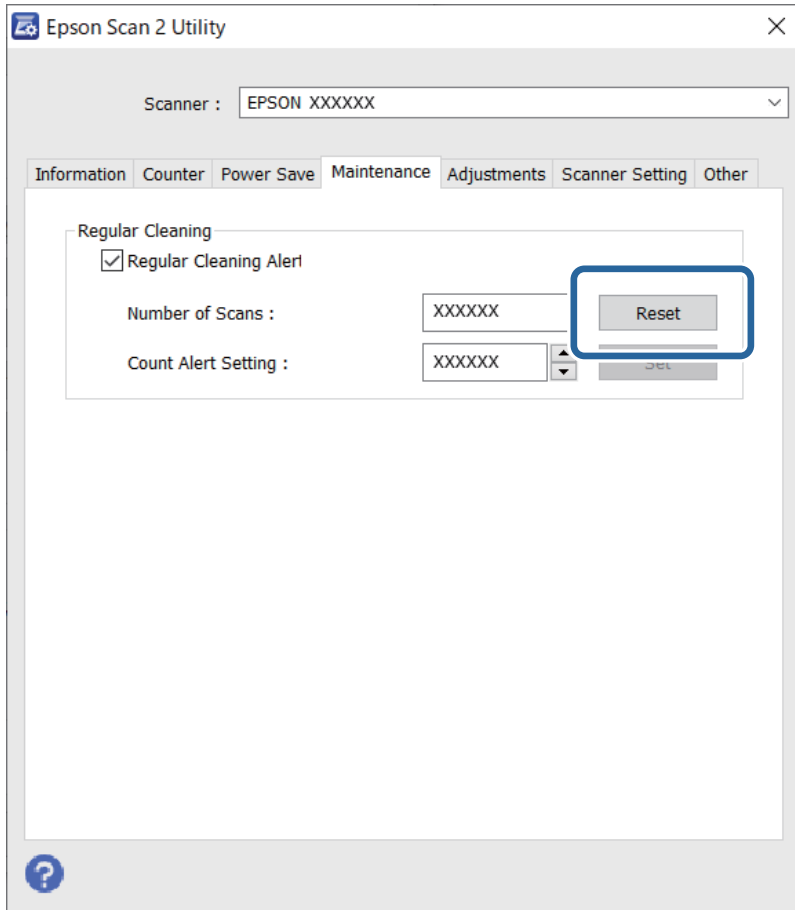 Epson Scan 2 Utility
Scanner : EPSON XXXXXX
Information Counter Power Save Maintenance Adjustments Scanner Setting Other
Regular Cleaning
Regular Cleaning Alert
Number of Scans : XXXXXX Reset
Count Alert Setting : XXXXXX Set
?